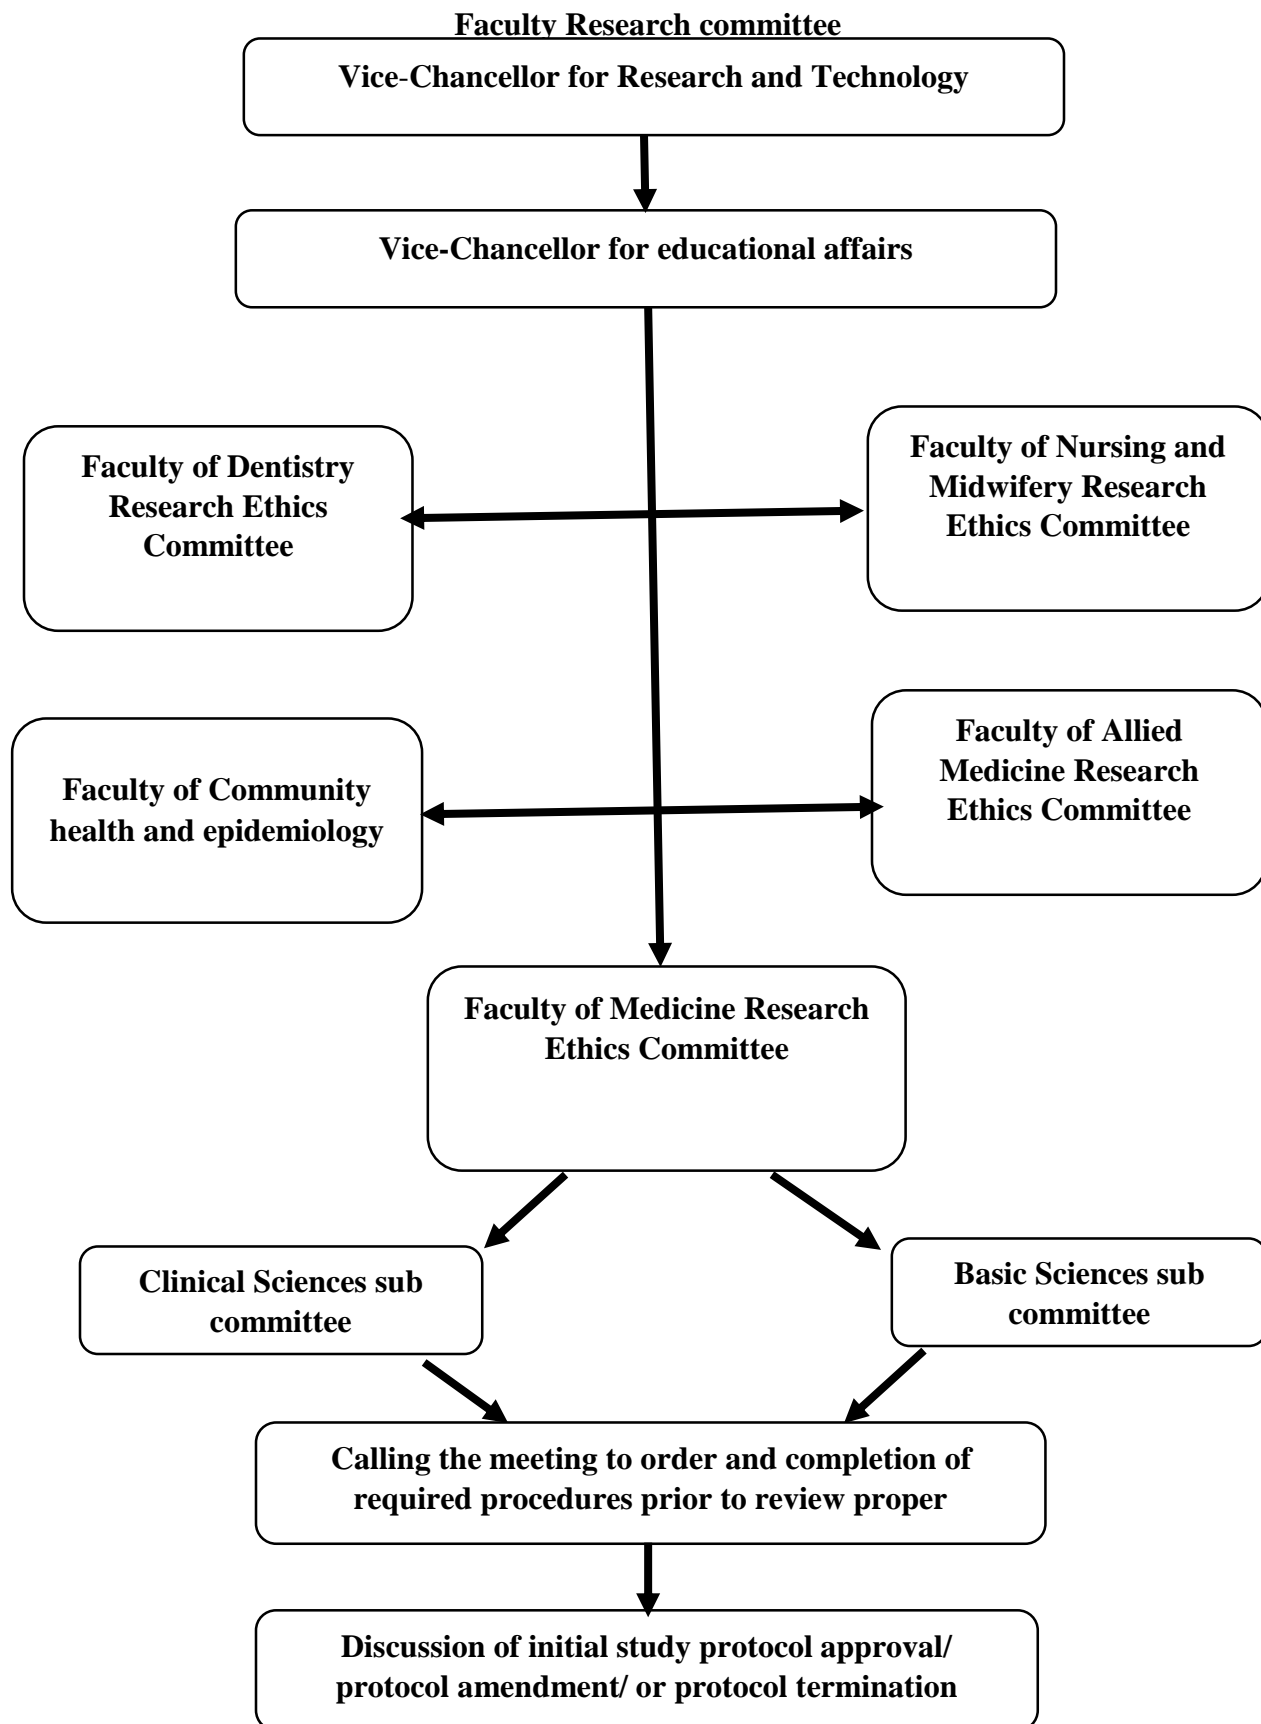 Faculty Research committee
Vice-Chancellor for Research and Technology
Vice-Chancellor for educational affairs
Faculty of Dentistry
Research Ethics
Committee
Faculty of Nursing and
Midwifery Research
Ethics Committee
Faculty of Community
health and epidemiology
Faculty of Allied
Medicine Research
Ethics Committee
Faculty of Medicine Research
Ethics Committee
Clinical Sciences sub
committee
Basic Sciences sub
committee
Calling the meeting to order and completion of
required procedures prior to review proper
Discussion of initial study protocol approval/
protocol amendment/ or protocol termination